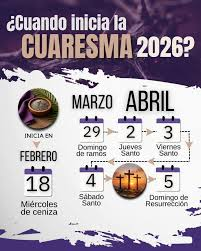 ¿Cuando inicia la
CUARESMA 2026?
INICIA EN
FEBRERO
18
Miércoles
de ceniza
MARZO ABRIL
29 2 3
Domingo Jueves Viernes
de ramos Santo Santo
4 5
Sábado Domingo de
Santo Resurrección